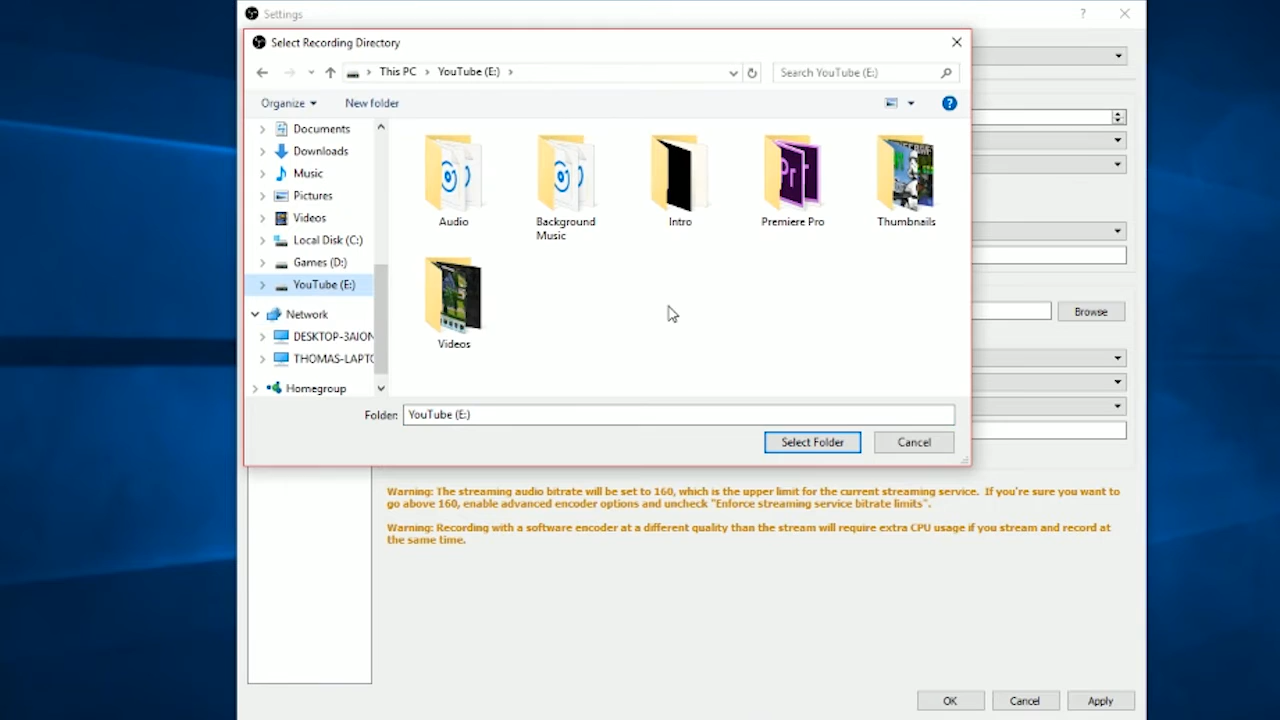 Settings
?
Select Recording Directory
This PC
YouTube (E:)
Search YouTube (E:)
Organize
New folder
?
Documents
Downloads
Music
Pictures
Videos
Local Disk (C:)
Games (D:)
YouTube (E:)
Network
DESKTOP-3AION
THOMAS-LAPTO
Homegroup
Audio
Background
Music
Intro
Premiere Pro
Thumbnails
Videos
Browse
Folder:
YouTube (E:)
Select Folder
Cancel
Warning: The streaming audio bitrate will be set to 160, which is the upper limit for the current streaming service. If you're sure you want to
go above 160, enable advanced encoder options and uncheck "Enforce streaming service bitrate limits".
Warning: Recording with a software encoder at a different quality than the stream will require extra CPU usage if you stream and record at
the same time.
OK
Cancel
Apply